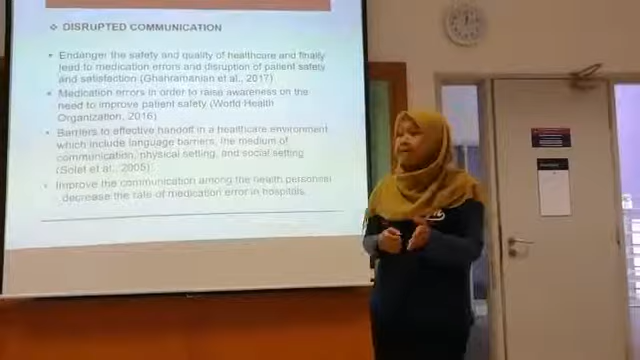 ❖ DISRUPTED COMMUNICATION
• Endanger the safety and quality of healthcare and finally
lead to medication errors and disruption of patient safety
and satisfaction (Ghahramanian et al., 2017).
• Medication errors in order to raise awareness on the
need to improve patient safety (World Health
Organization, 2016)
• Barriers to effective handoff in a healthcare environment
which include language barriers, the medium of
communication, physical setting, and social setting
(Solet et al., 2005).
• Improve the communication among the health personnel
decrease the rate of medication error in hospitals.